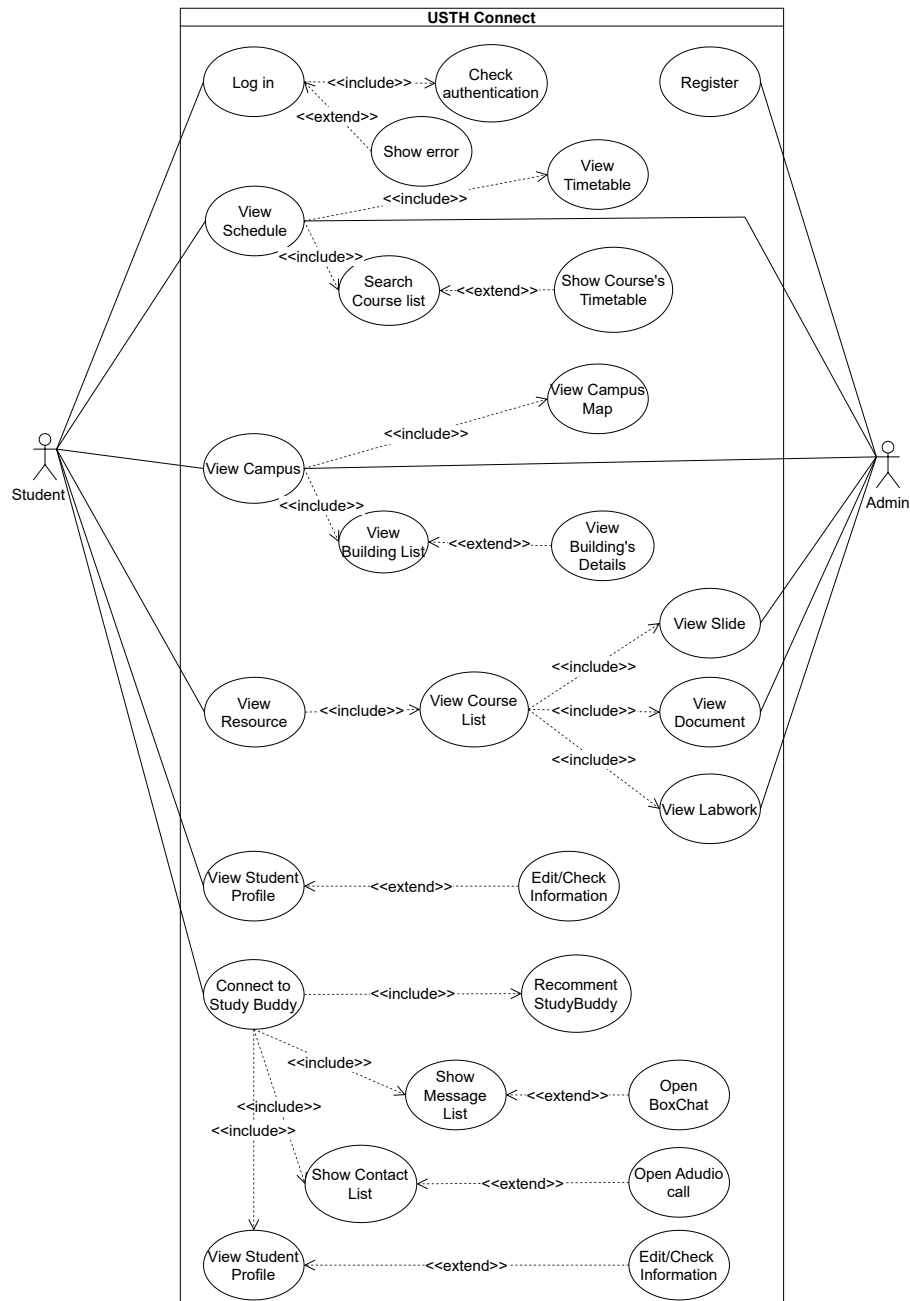 USTH Connect
Log in
<<include>>
Check
authentication
Register
<<extend>>
Show error
View
Timetable
<<include>>
View
Schedule
<<include>>
Search
Course list
<<extend>>
Show Course's
Timetable
View Campus
Map
<<include>>
Student
View Campus
Admin
<<include>>
View
Building List
<<extend>>
View
Building's
Details
View Slide
<<include>>
View
Resource
<<include>>
View Course
List
<<include>>
View
Document
<<include>>
View Labwork
View Student
Profile
<<extend>>
Edit/Check
Information
Connect to
Study Buddy
<<include>>
Recomment
StudyBuddy
<<include>>
Show
Message
List
<<extend>>
Open
BoxChat
<<include>>
<<include>>
Show Contact
List
<<extend>>
Open Adudio
call
View Student
Profile
<<extend>>
Edit/Check
Information